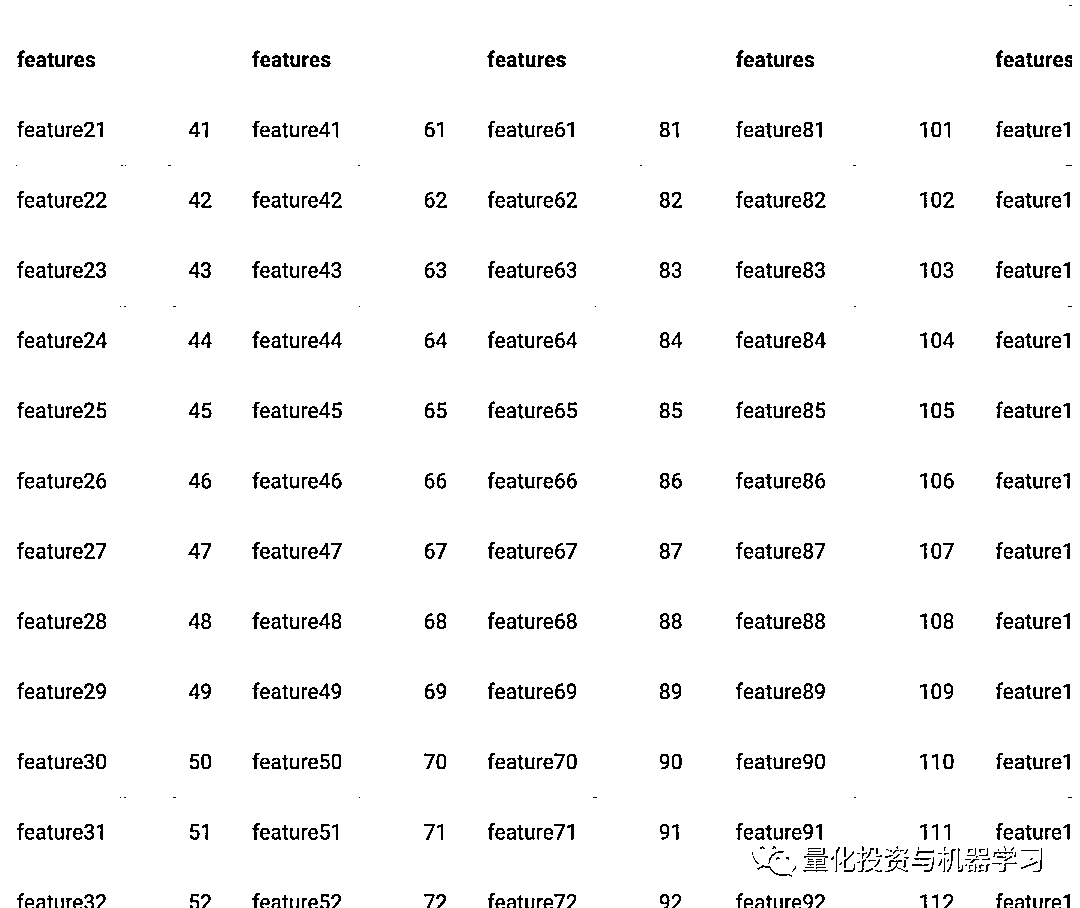 features features features features features
feature21 41 feature41 61 feature61 81 feature81 101 feature1
feature22 42 feature42 62 feature62 82 feature82 102 feature1
feature23 43 feature43 63 feature63 83 feature83 103 feature1
feature24 44 feature44 64 feature64 84 feature84 104 feature1
feature25 45 feature45 65 feature65 85 feature85 105 feature1
feature26 46 feature46 66 feature66 86 feature86 106 feature1
feature27 47 feature47 67 feature67 87 feature87 107 feature1
feature28 48 feature48 68 feature68 88 feature88 108 feature1
feature29 49 feature49 69 feature69 89 feature89 109 feature1
feature30 50 feature50 70 feature70 90 feature90 110 feature1
feature31 51 feature51 71 feature71 91 feature91 111 feature1
量化投资与机器学习
feature32 52 feature52 72 feature72 92 feature92 112 feature1